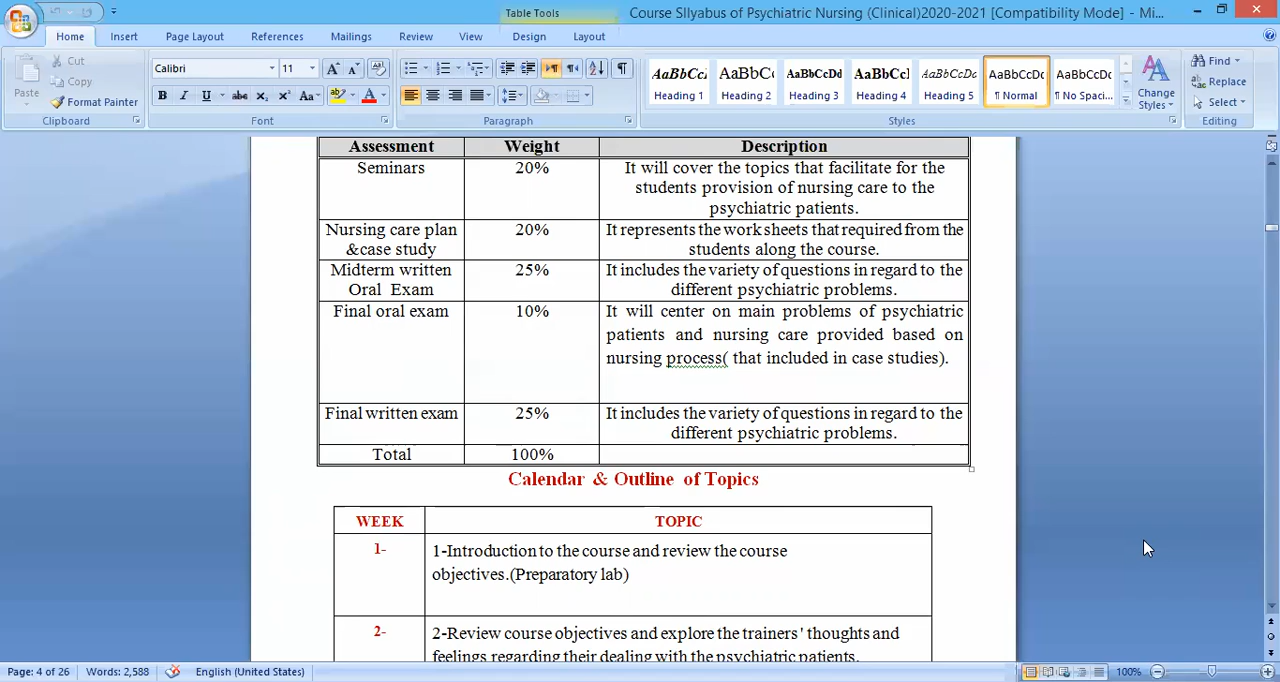 Table Tools
Course SIlyabus of Psychiatric Nursing (Clinical)2020-2021 [Compatibility Mode] - Mi...
Home Insert Page Layout References Mailings Review View Design Layout
Cut
Copy
Format Painter
Paste
Clipboard
Calibri 11
Font
Paragraph
AaBbCcI AaBbC AaBbCcDd AaBbCcI AaBbCcDc AaBbCcDc AaBbCcDc
Heading 1 Heading 2 Heading 3 Heading 4 Heading 5 ¶ Normal ¶ No Spaci...
Change
Styles
Styles
Find
Replace
Select
Editing
Assessment Weight Description
Seminars 20% It will cover the topics that facilitate for the
students provision of nursing care to the
psychiatric patients.
Nursing care plan 20% It represents the work sheets that required from the
&case study students along the course.
Midterm written 25% It includes the variety of questions in regard to the
Oral Exam different psychiatric problems.
Final oral exam 10% It will center on main problems of psychiatric
patients and nursing care provided based on
nursing process( that included in case studies).
Final written exam 25% It includes the variety of questions in regard to the
different psychiatric problems.
Total 100%
Calendar & Outline of Topics
WEEK TOPIC
1- 1-Introduction to the course and review the course
objectives.(Preparatory lab)
2- 2-Review course objectives and explore the trainers' thoughts and
feelings regarding their dealing with the psychiatric patients.
Page: 4 of 26 Words: 2,588 English (United States) 100%